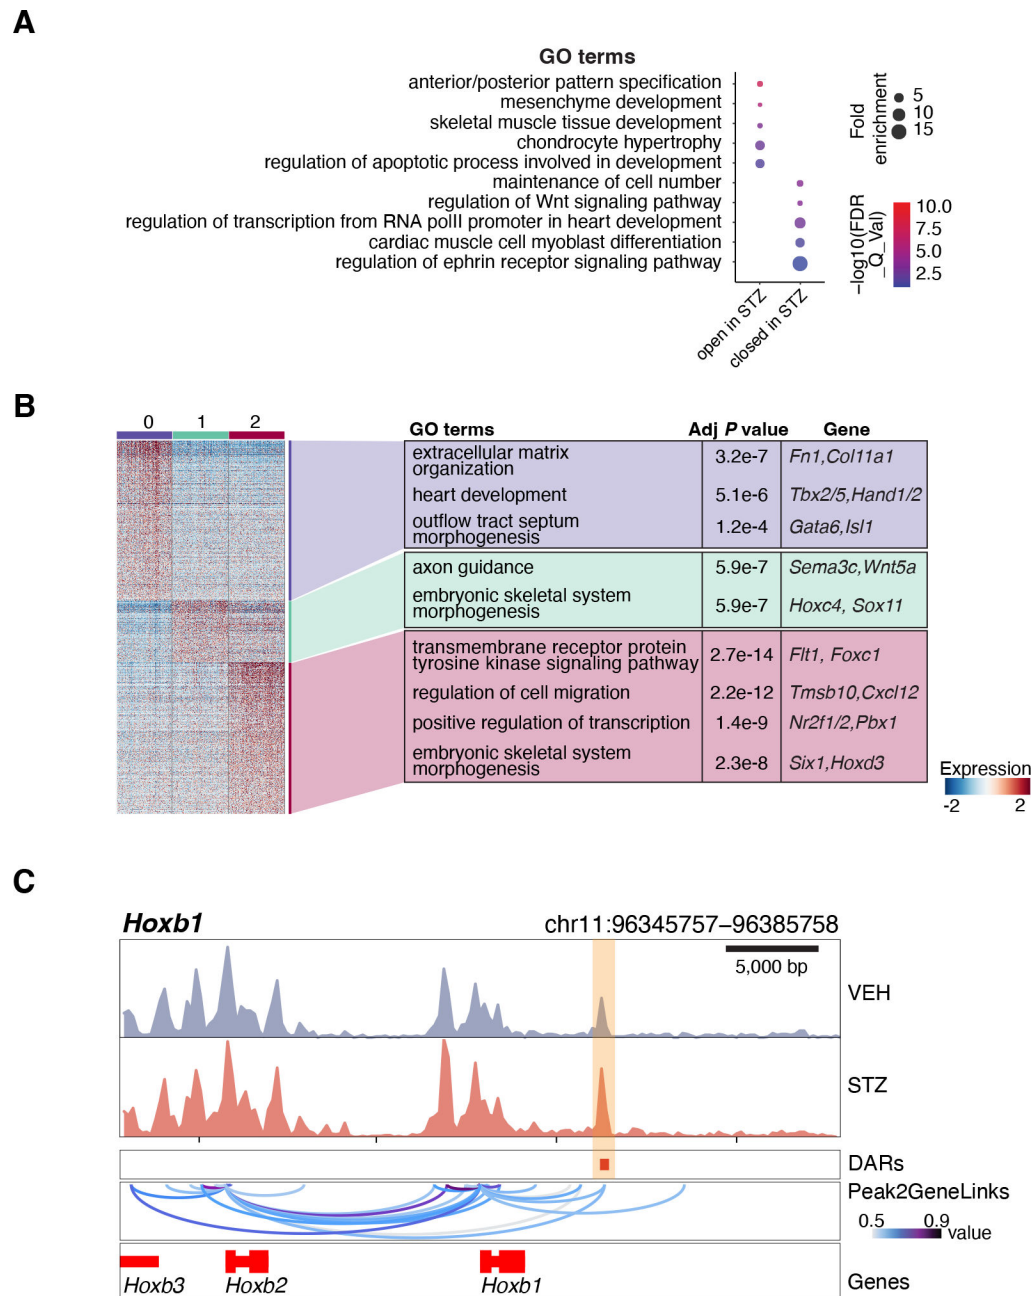 A
GO terms
anterior/posterior pattern specification
mesenchyme development
skeletal muscle tissue development
chondrocyte hypertrophy
regulation of apoptotic process involved in development
maintenance of cell number
regulation of Wnt signaling pathway
regulation of transcription from RNA polII promoter in heart development
cardiac muscle cell myoblast differentiation
regulation of ephrin receptor signaling pathway
open in STZ
closed in STZ
Fold
enrichment
5
10
15
−log10(FDR
_Q_Val)
10.0
7.5
5.0
2.5
B
0 1 2
GO terms Adj P value Gene
extracellular matrix
organization 3.2e-7 Fn1,Col11a1
heart development 5.1e-6 Tbx2/5,Hand1/2
outflow tract septum
morphogenesis 1.2e-4 Gata6,Isl1
axon guidance 5.9e-7 Sema3c,Wnt5a
embryonic skeletal system
morphogenesis 5.9e-7 Hoxc4, Sox11
transmembrane receptor protein
tyrosine kinase signaling pathway 2.7e-14 Flt1, Foxc1
regulation of cell migration 2.2e-12 Tmsb10,Cxcl12
positive regulation of transcription 1.4e-9 Nr2f1/2,Pbx1
embryonic skeletal system
morphogenesis 2.3e-8 Six1,Hoxd3
Expression
-2 2
C
Hoxb1 chr11:96345757−96385758
5,000 bp
VEH
STZ
DARs
Peak2GeneLinks
0.5 0.9
value
Hoxb3 Hoxb2 Hoxb1
Genes